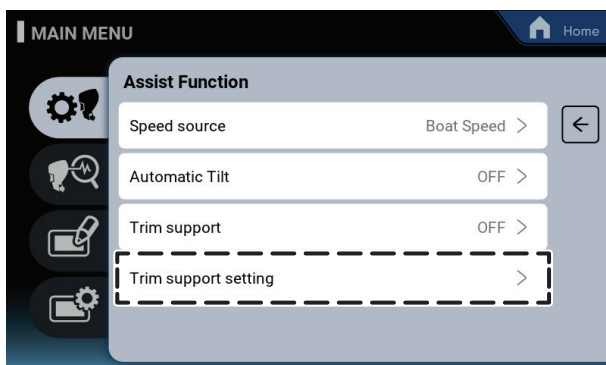 MAIN MENU
Home
Assist Function
Speed source Boat Speed
Automatic Tilt OFF
Trim support OFF
Trim support setting